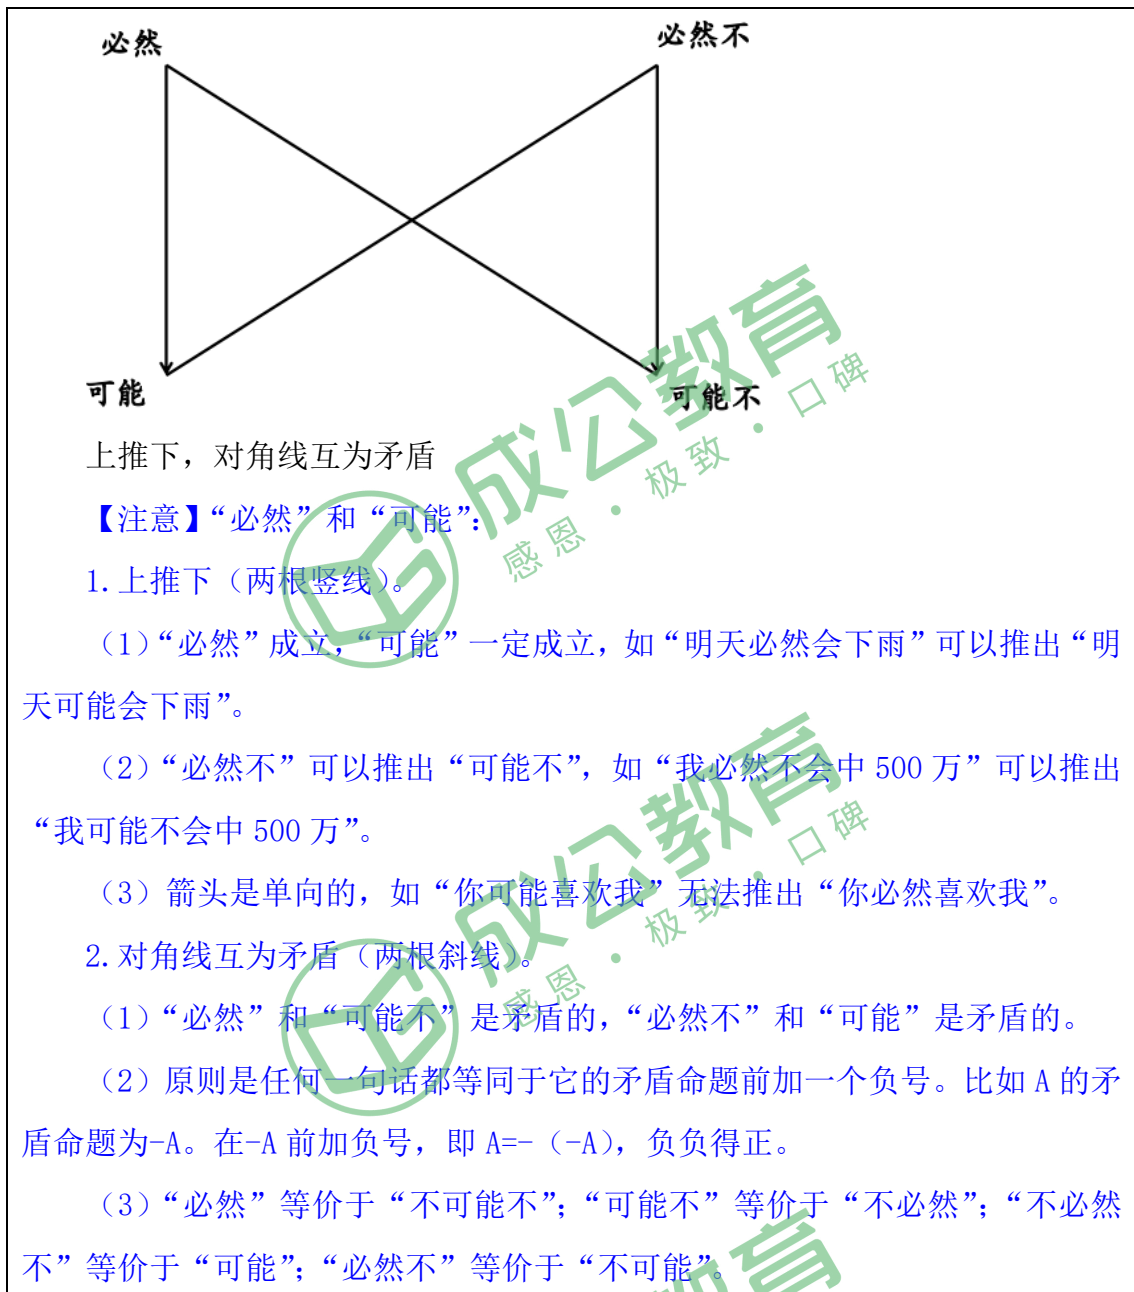 必然
必然不
可能
可能不
上推下，对角线互为矛盾
【注意】“必然”和“可能”：
1.上推下（两根竖线）。
（1）“必然”成立，“可能”一定成立，如“明天必然会下雨”可以推出“明
天可能会下雨”。
（2）“必然不”可以推出“可能不”，如“我必然不会中 500 万”可以推出
“我可能不会中 500 万”。
（3）箭头是单向的，如“你可能喜欢我”无法推出“你必然喜欢我”。
2.对角线互为矛盾（两根斜线）。
（1）“必然”和“可能不”是矛盾的，“必然不”和“可能”是矛盾的。
（2）原则是任何一句话都等同于它的矛盾命题前加一个负号。比如 A 的矛
盾命题为-A。在-A 前加负号，即 A=-（-A），负负得正。
（3）“必然”等价于“不可能不”；“可能不”等价于“不必然”；“不必然
不”等价于“可能”；“必然不”等价于“不可能”。
成公教育
感恩·极致·口碑
成公教育
感恩·极致·口碑
教育